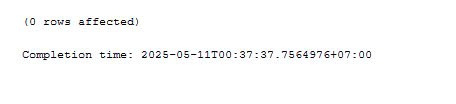 (0 rows affected)
Completion time: 2025-05-11T00:37:37.7564976+07:00